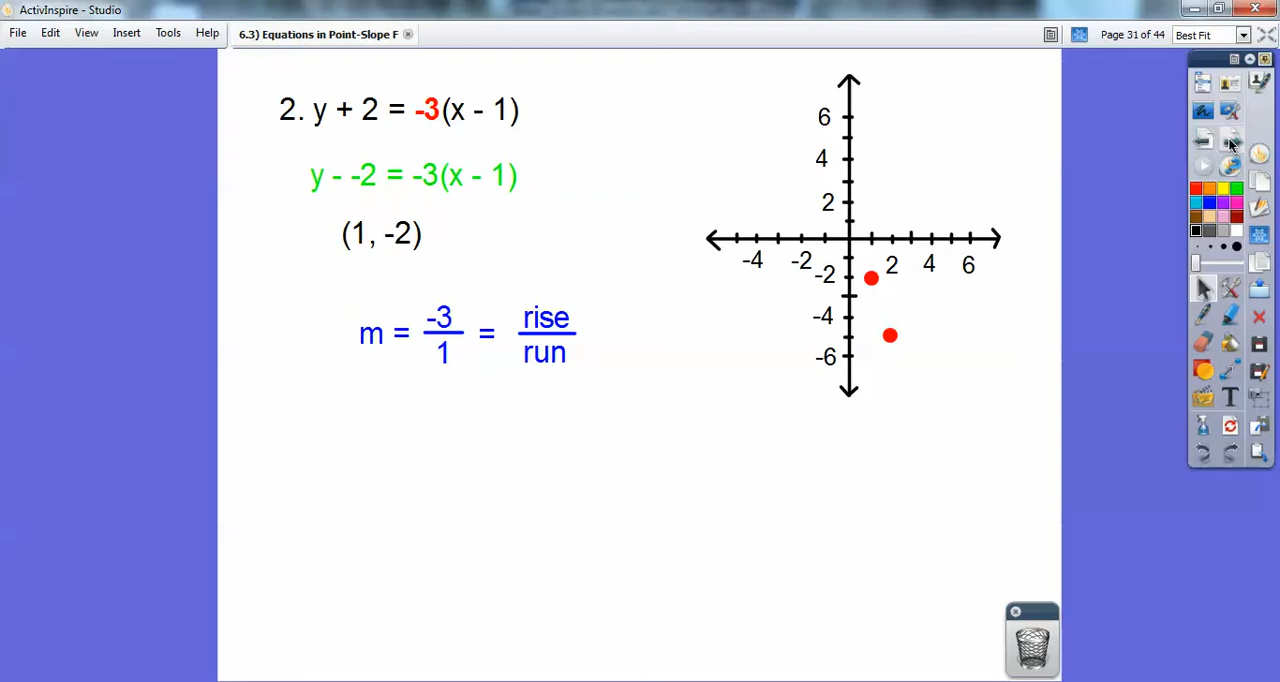 ActivInspire - Studio
File Edit View Insert Tools Help
6.3) Equations in Point-Slope F
Page 31 of 44
Best Fit
2. y + 2 = -3(x - 1)
y - -2 = -3(x - 1)
(1, -2)
m = -3/1 = rise/run
6
4
2
-4 -2 2 4 6
-2
-4
-6
T